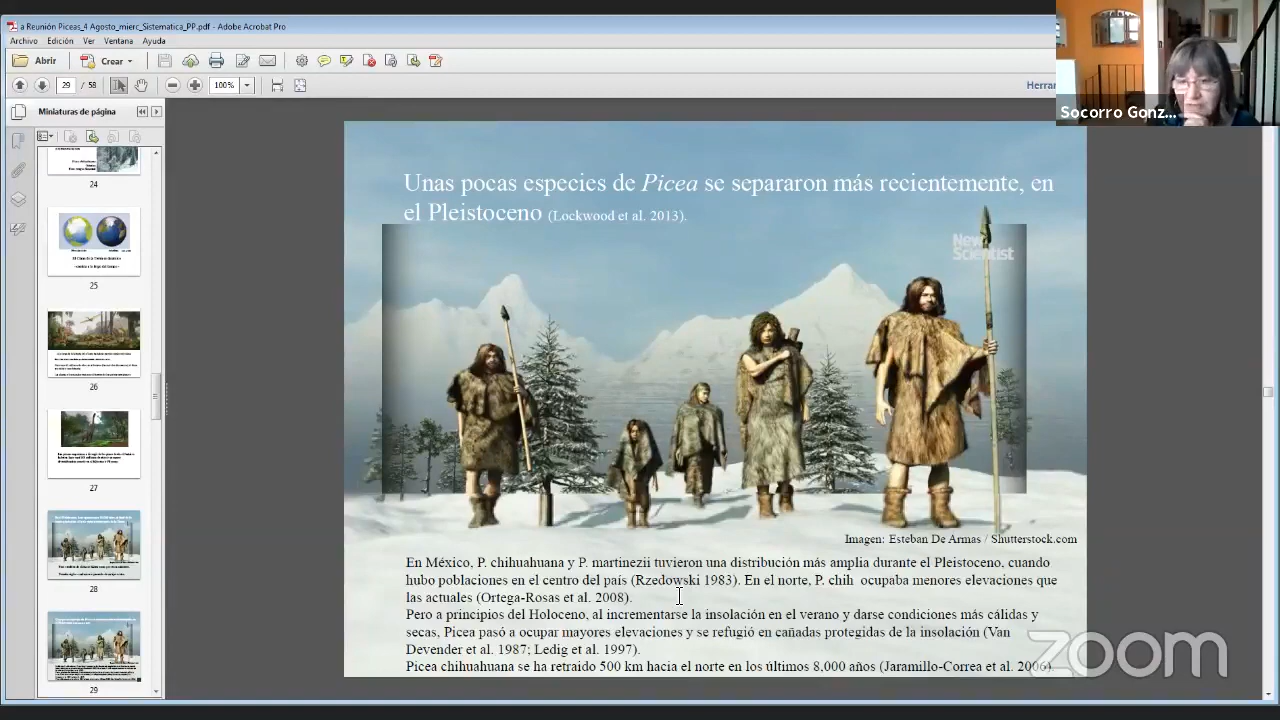 a Reunión Piceas_4 Agosto_mierc_Sistematica_PP.pdf - Adobe Acrobat Pro
Archivo Edición Ver Ventana Ayuda
Abrir Crear
29 / 58 100% Herrar
Miniaturas de página
Socorro Gonz...
24
25
26
27
28
29
Unas pocas especies de Picea se separaron más recientemente, en
el Pleistoceno (Lockwood et al. 2013).
New Scientist
Imagen: Esteban De Armas / Shutterstock.com
En México, P. chihuahuana y P. martinezii tuvieron una distribución más amplia durante el Pleistoceno, cuando
hubo poblaciones en el centro del país (Rzedowski 1983). En el norte, P. chih ocupaba menores elevaciones que
las actuales (Ortega-Rosas et al. 2008).
Pero a principios del Holoceno, al incrementarse la insolación en el verano y darse condiciones más cálidas y
secas, Picea pasó a ocupar mayores elevaciones y se refugió en cañadas protegidas de la insolación (Van
Devender et al. 1987; Ledig et al. 1997).
Picea chihuahuana se ha retraido 500 km hacia el norte en los últimos años (Jaramillo-Correa et al. 2006).
zoom